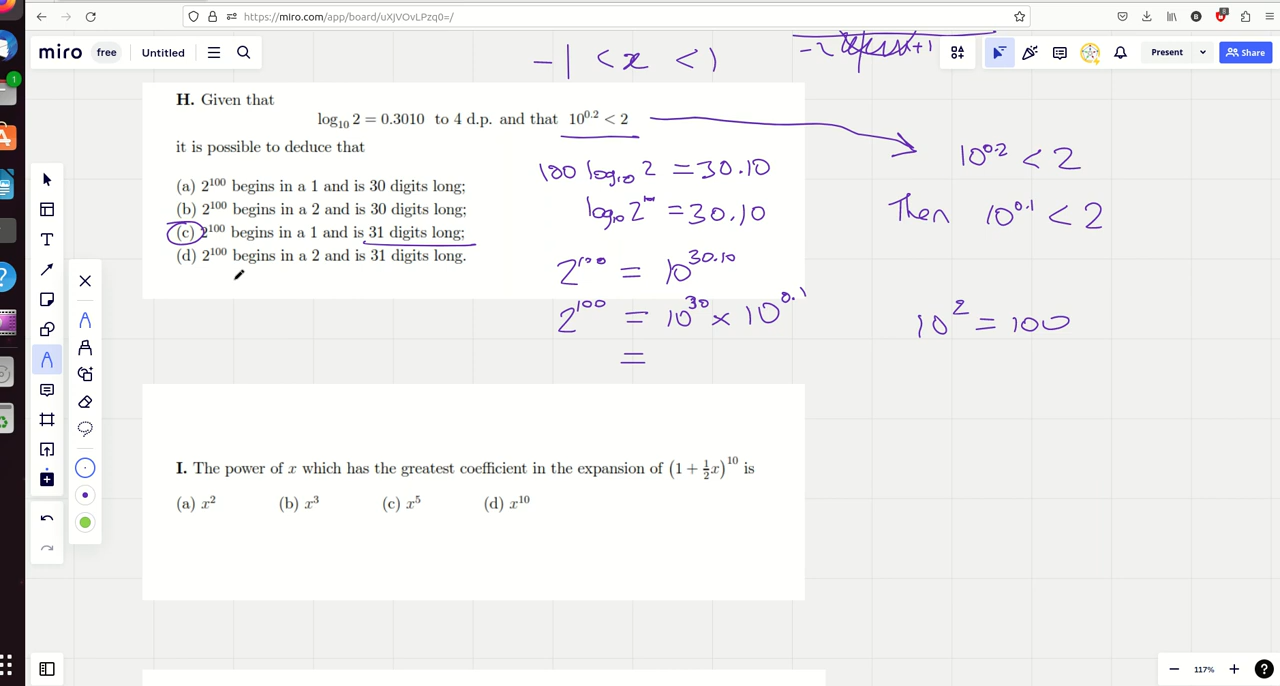 https://miro.com/app/board/uXJVOvLPzq0=/
miro free Untitled
Present
Share
- 1 < x < 1
H. Given that
log₁₀ 2 = 0.3010 to 4 d.p. and that 10^0.2 < 2
it is possible to deduce that
(a) 2^100 begins in a 1 and is 30 digits long;
(b) 2^100 begins in a 2 and is 30 digits long;
(c) 2^100 begins in a 1 and is 31 digits long;
(d) 2^100 begins in a 2 and is 31 digits long.
100 log₁₀ 2 = 30.10
log₁₀ 2^100 = 30.10
2^100 = 10^30.10
2^100 = 10^30 × 10^0.1
=
10^0.2 < 2
Then 10^0.1 < 2
10^2 = 100
I. The power of x which has the greatest coefficient in the expansion of (1 + ½x)^10 is
(a) x^2 (b) x^3 (c) x^5 (d) x^10
117%